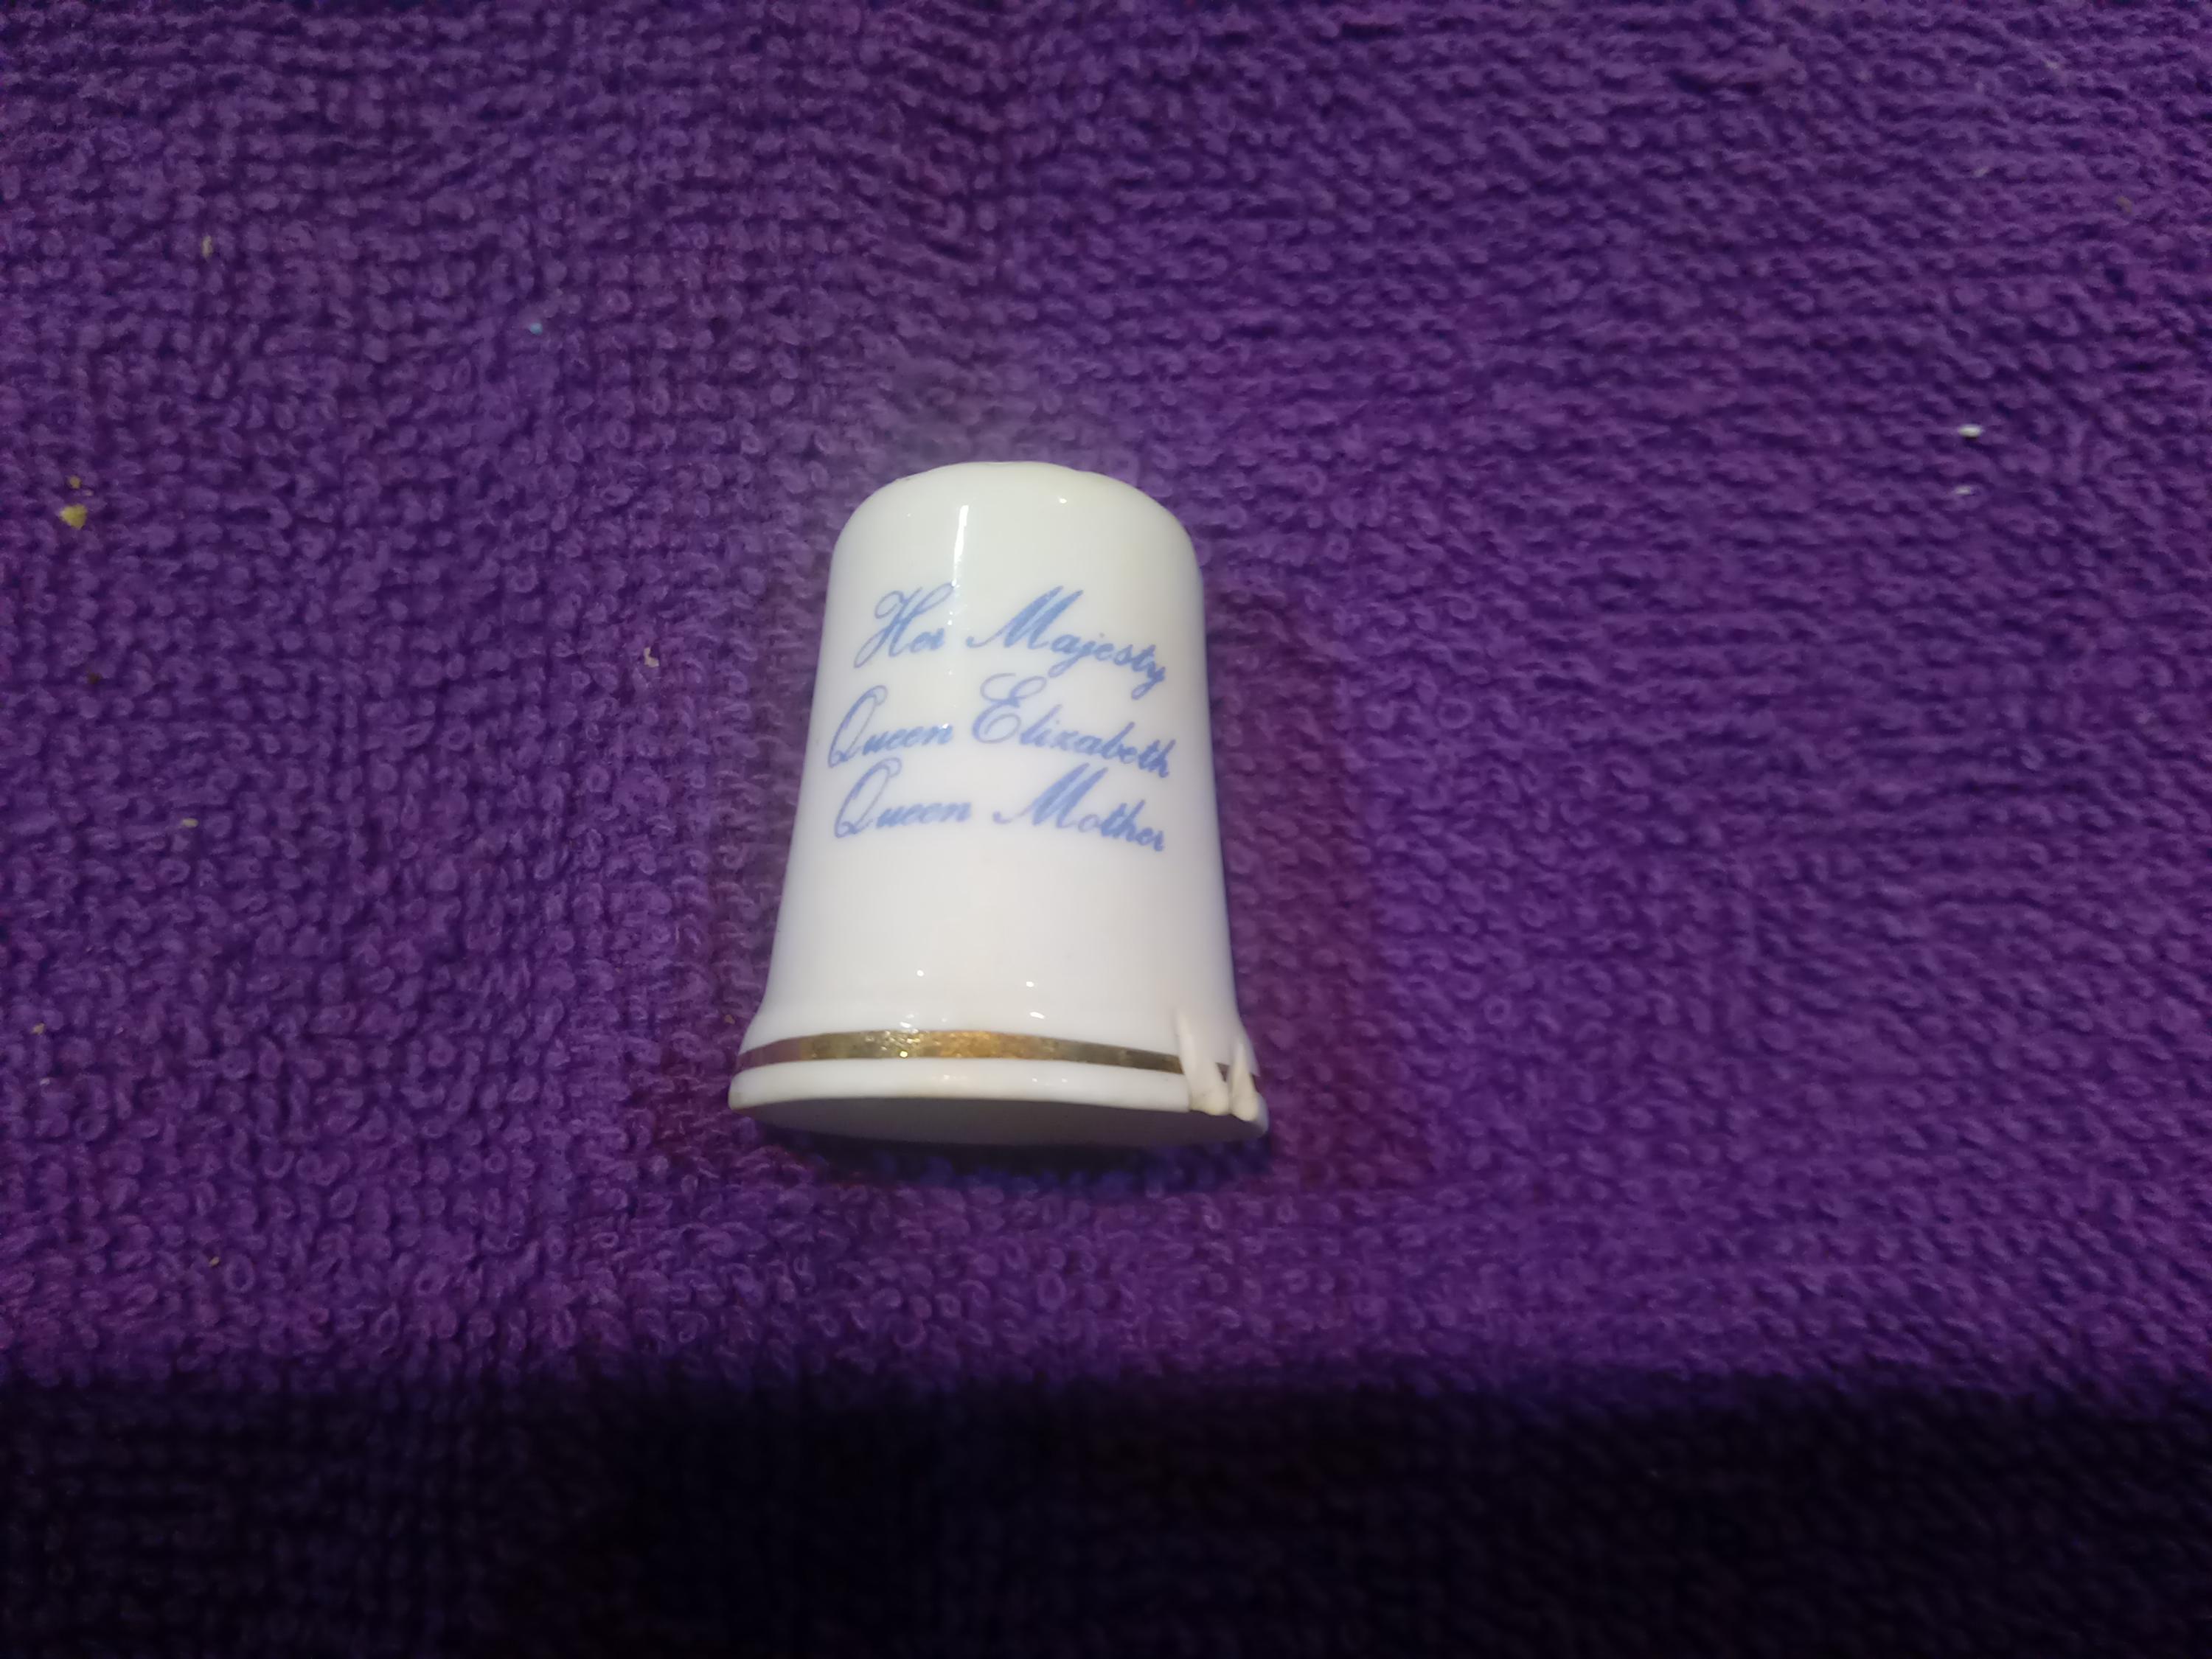 Her Majesty
Queen Elizabeth
Queen Mother